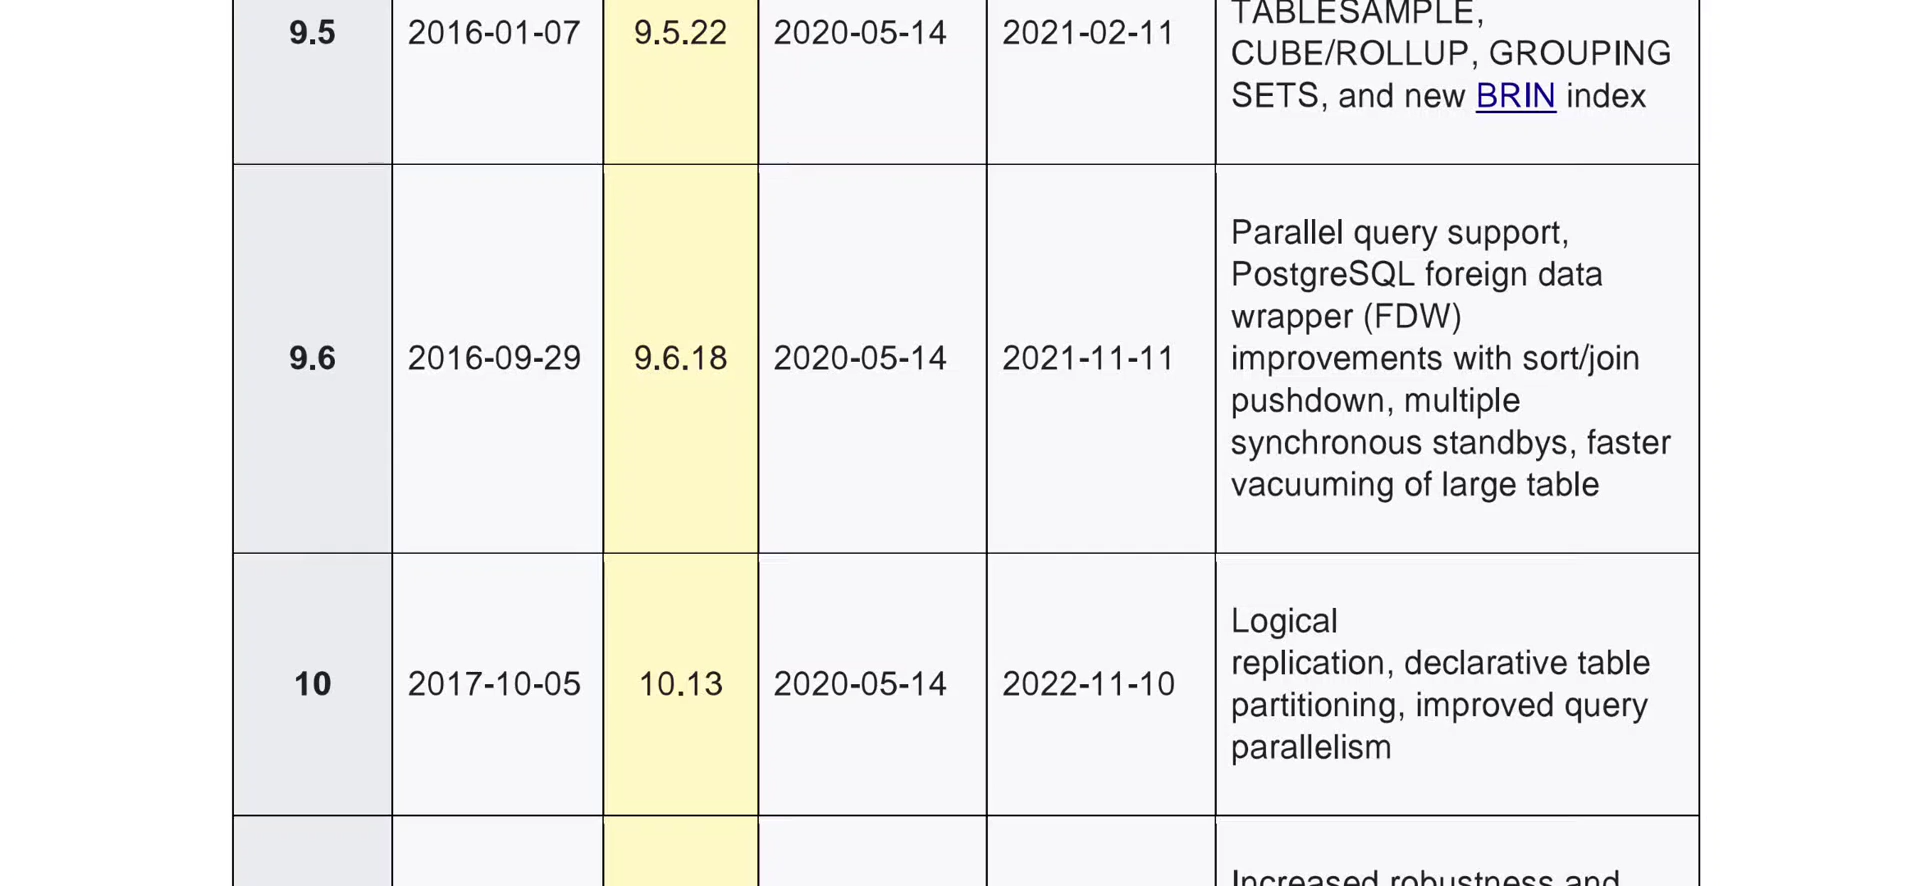 TABLESAMPLE,
9.5 2016-01-07 9.5.22 2020-05-14 2021-02-11
CUBE/ROLLUP, GROUPING
SETS, and new BRIN index
Parallel query support,
PostgreSQL foreign data
wrapper (FDW)
9.6 2016-09-29 9.6.18 2020-05-14 2021-11-11 improvements with sort/join
pushdown, multiple
synchronous standbys, faster
vacuuming of large table
Logical
replication, declarative table
10 2017-10-05 10.13 2020-05-14 2022-11-10
partitioning, improved query
parallelism
Increased robustness and